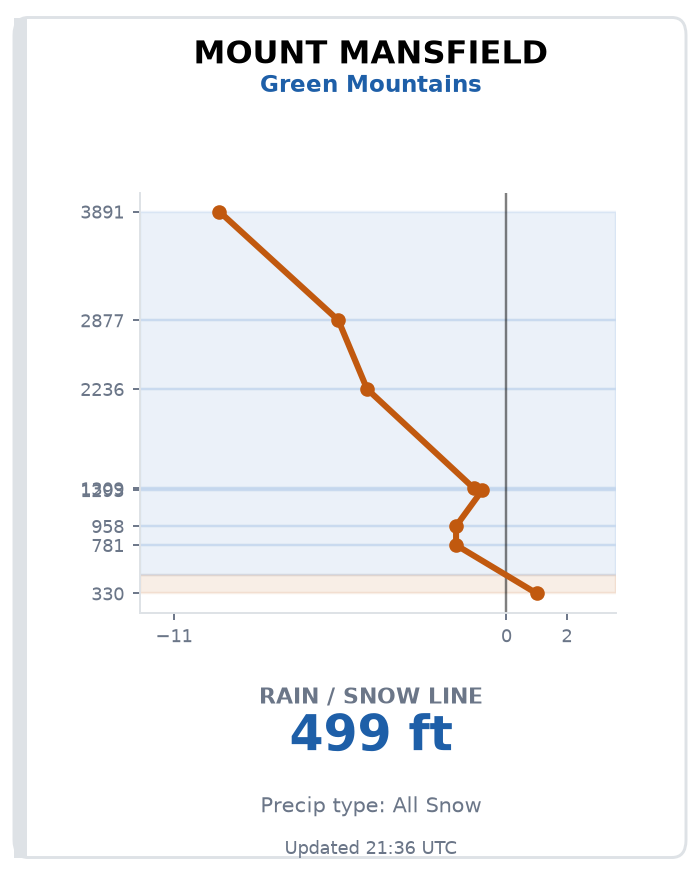 MOUNT MANSFIELD
Green Mountains
3891
2877
2236
958
781
330
−11 0 2
RAIN / SNOW LINE
499 ft
Precip type: All Snow
Updated 21:36 UTC